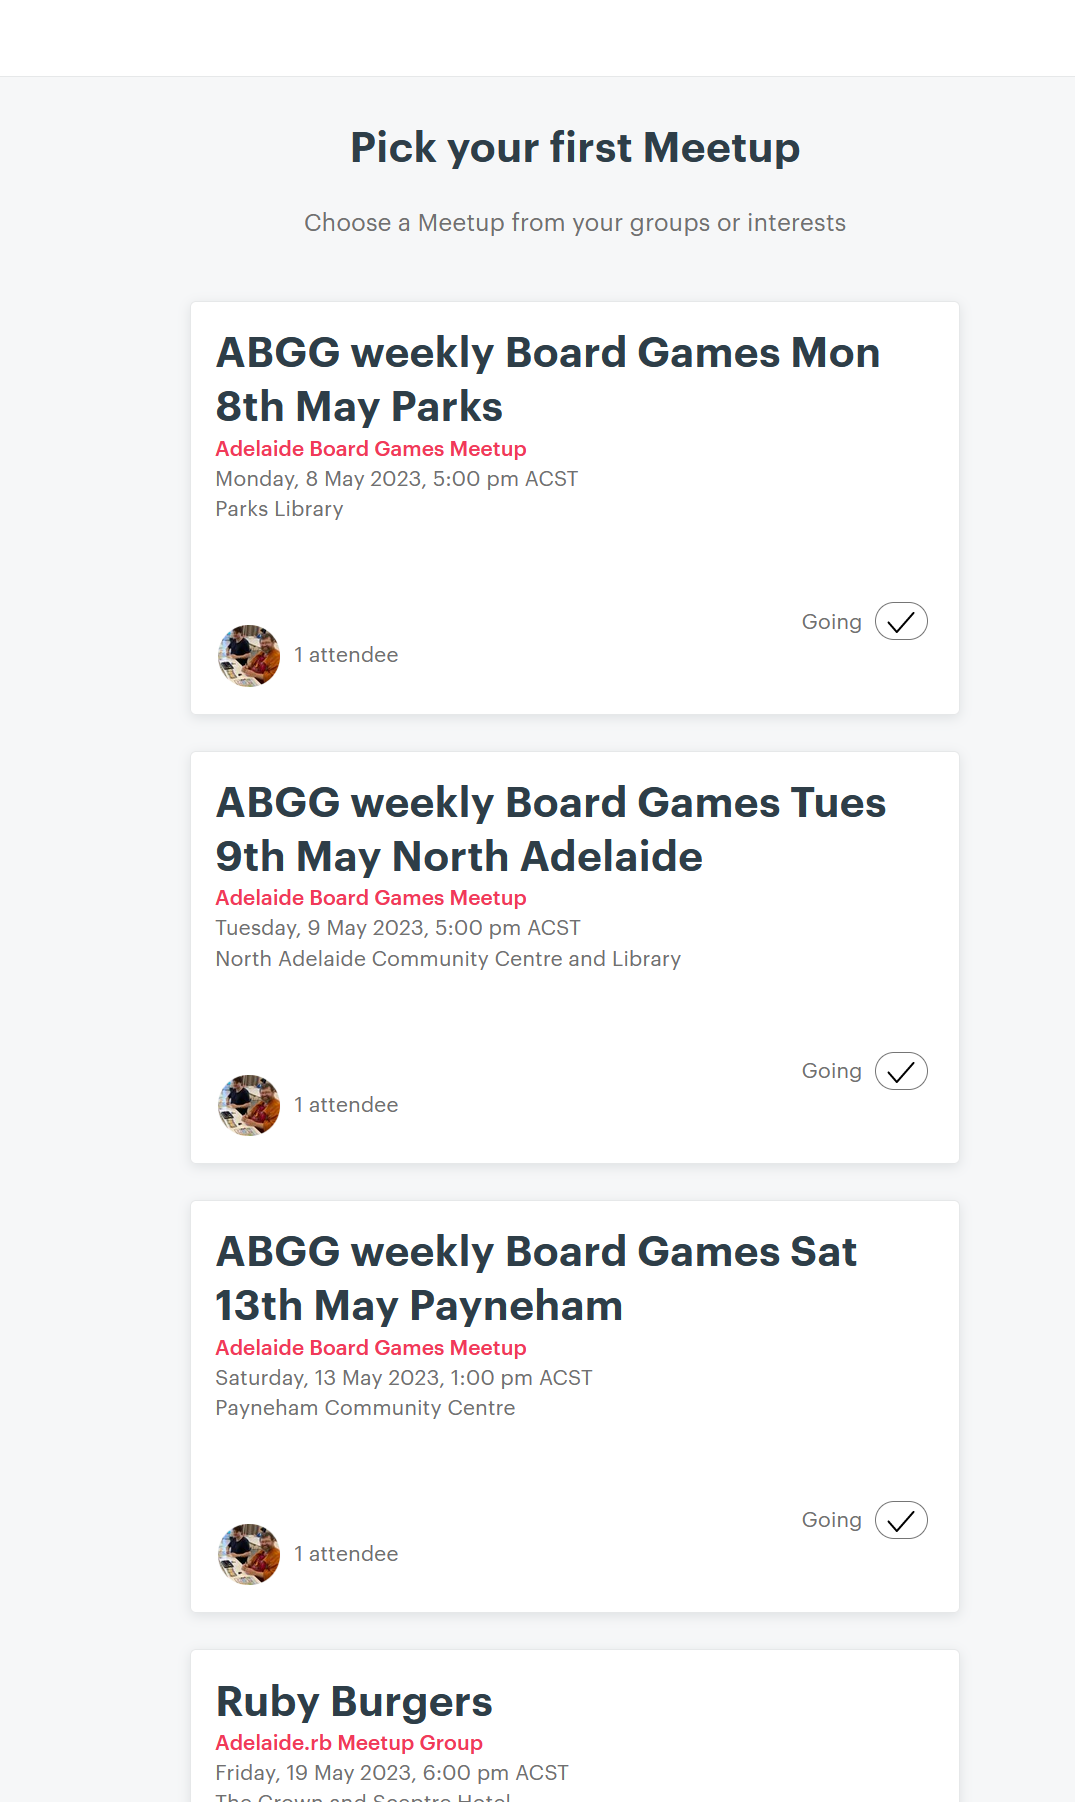 Pick your first Meetup
Choose a Meetup from your groups or interests
ABGG weekly Board Games Mon
8th May Parks
Adelaide Board Games Meetup
Monday, 8 May 2023, 5:00 pm ACST
Parks Library
Going
1 attendee
ABGG weekly Board Games Tues
9th May North Adelaide
Adelaide Board Games Meetup
Tuesday, 9 May 2023, 5:00 pm ACST
North Adelaide Community Centre and Library
Going
1 attendee
ABGG weekly Board Games Sat
13th May Payneham
Adelaide Board Games Meetup
Saturday, 13 May 2023, 1:00 pm ACST
Payneham Community Centre
Going
1 attendee
Ruby Burgers
Adelaide.rb Meetup Group
Friday, 19 May 2023, 6:00 pm ACST
The Crown and Sceptre Hotel